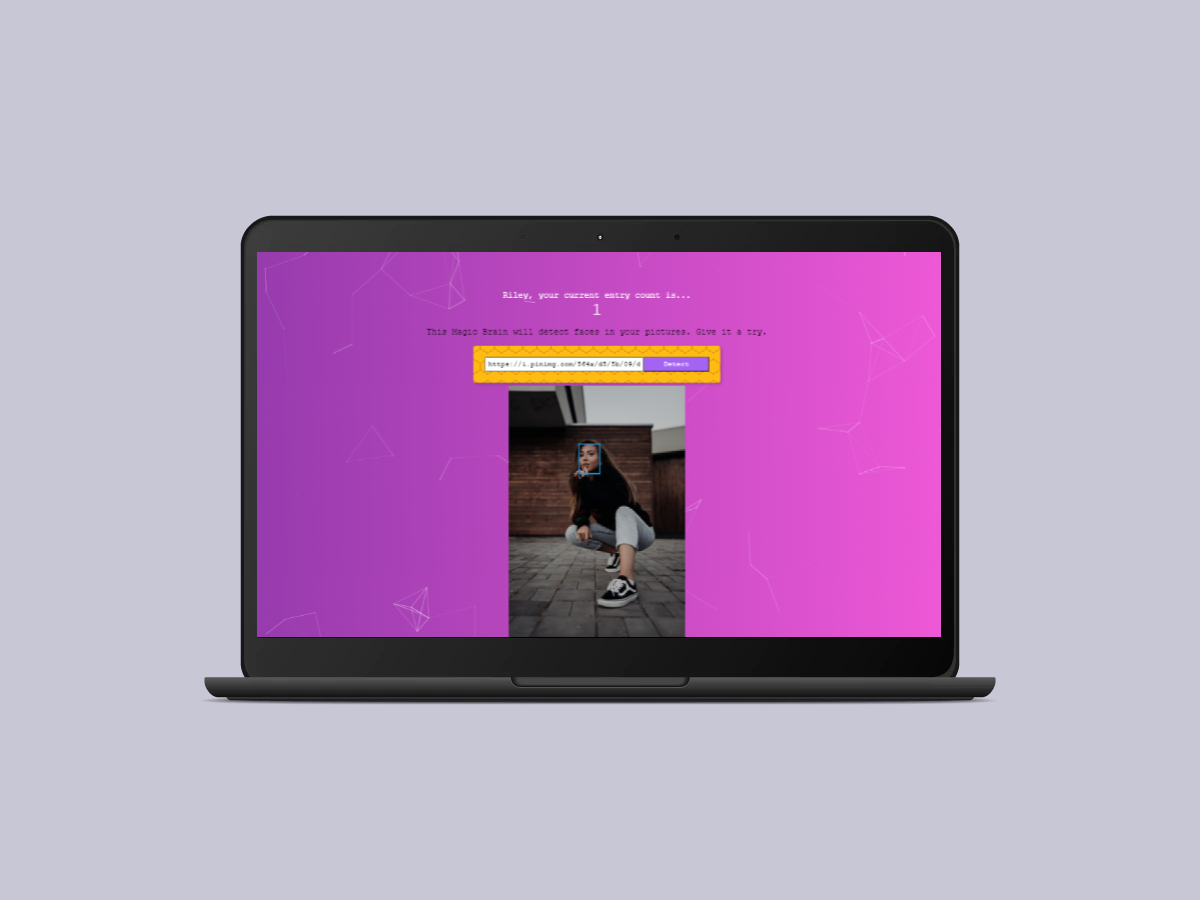 Riley, your current entry count is...
1
This Magic Brain will detect faces in your pictures. Give it a try.
https://i.pinimg.com/564x/d5/5b/09/d
Detect